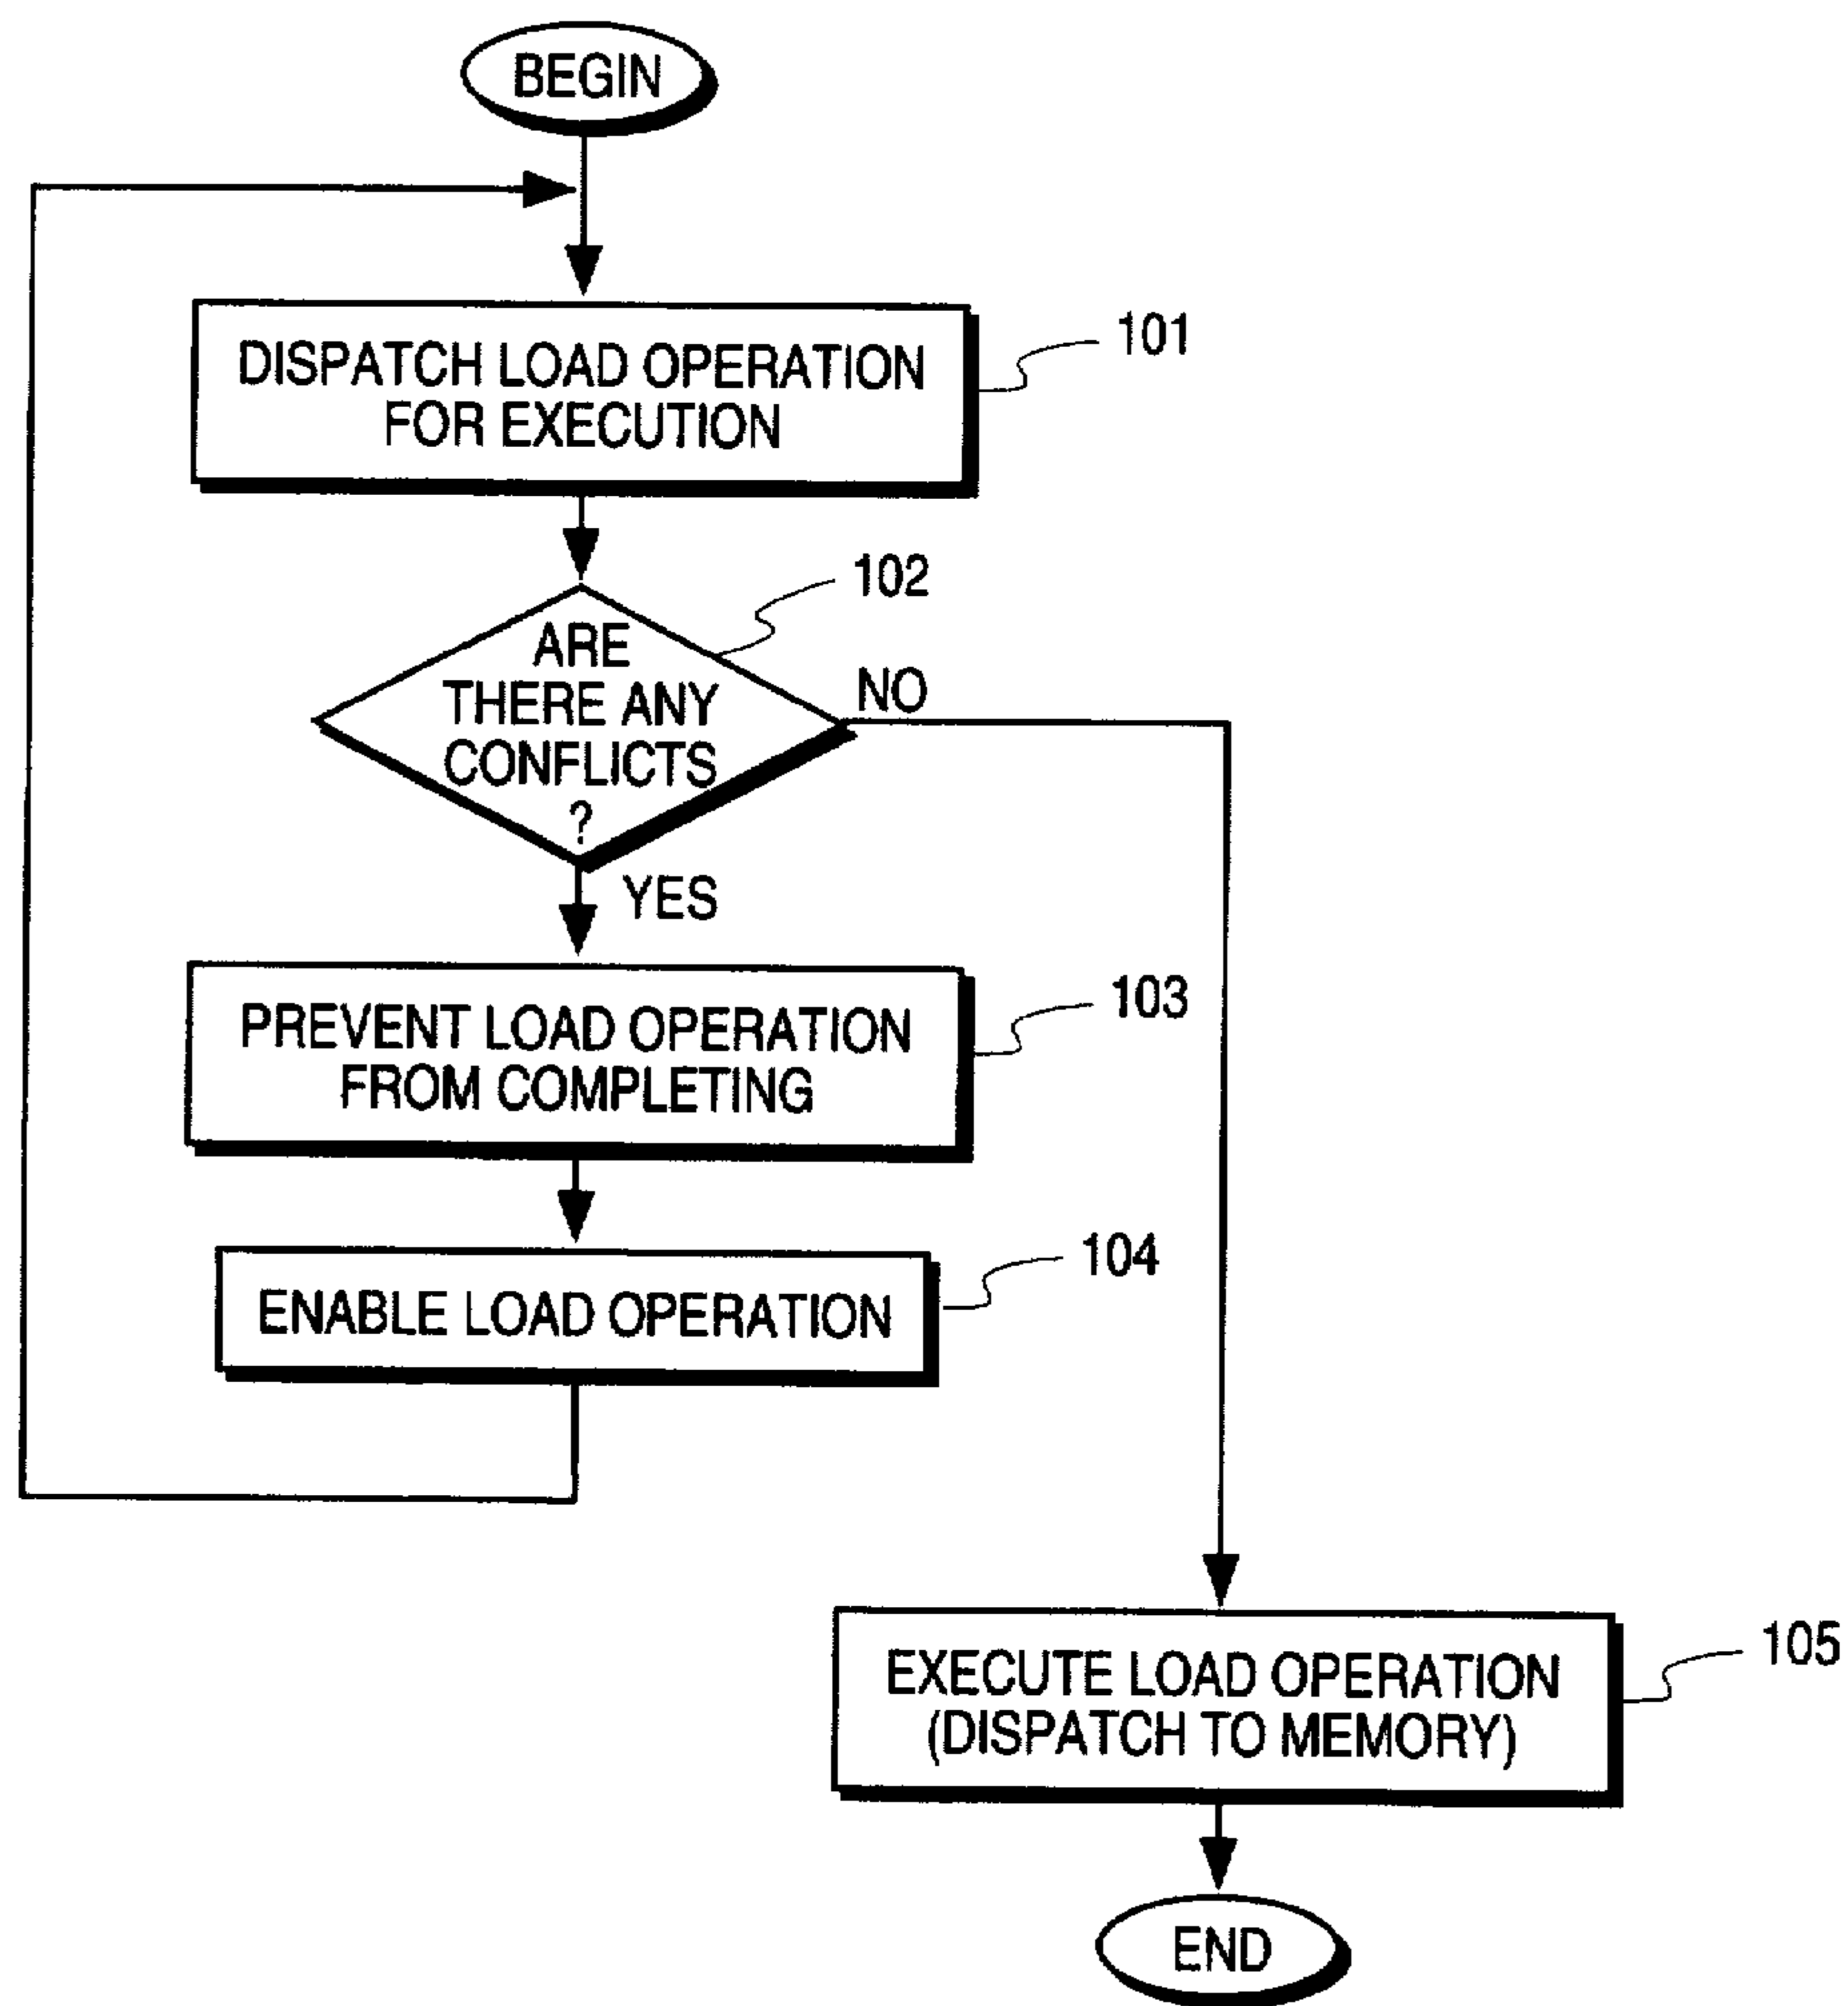 BEGIN
DISPATCH LOAD OPERATION
FOR EXECUTION
101
ARE
THERE ANY
CONFLICTS
?
102
NO
YES
PREVENT LOAD OPERATION
FROM COMPLETING
103
ENABLE LOAD OPERATION
104
EXECUTE LOAD OPERATION
(DISPATCH TO MEMORY)
105
END